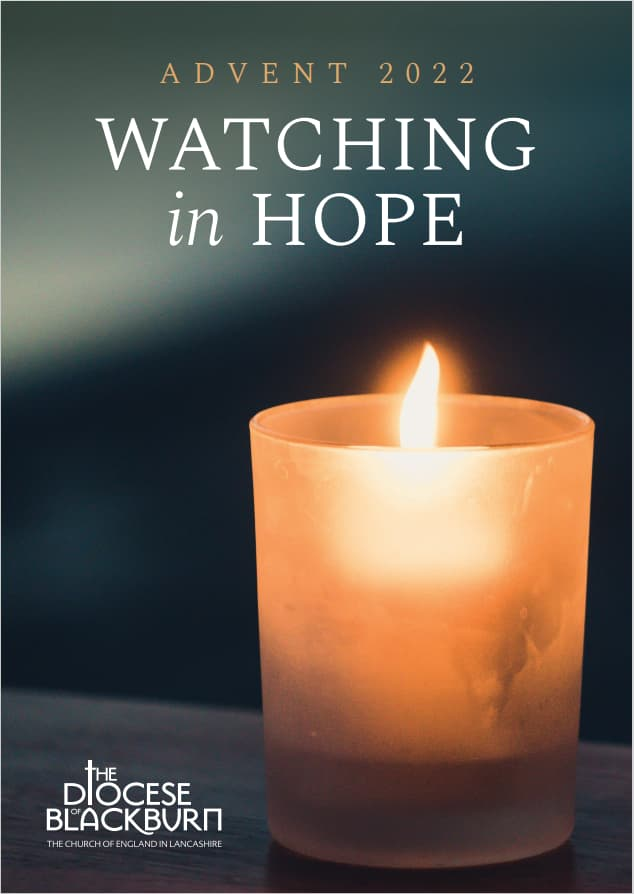 ADVENT 2022
WATCHING
in HOPE
THE
DIOCESE
OF
BLACKBURN
THE CHURCH OF ENGLAND IN LANCASHIRE